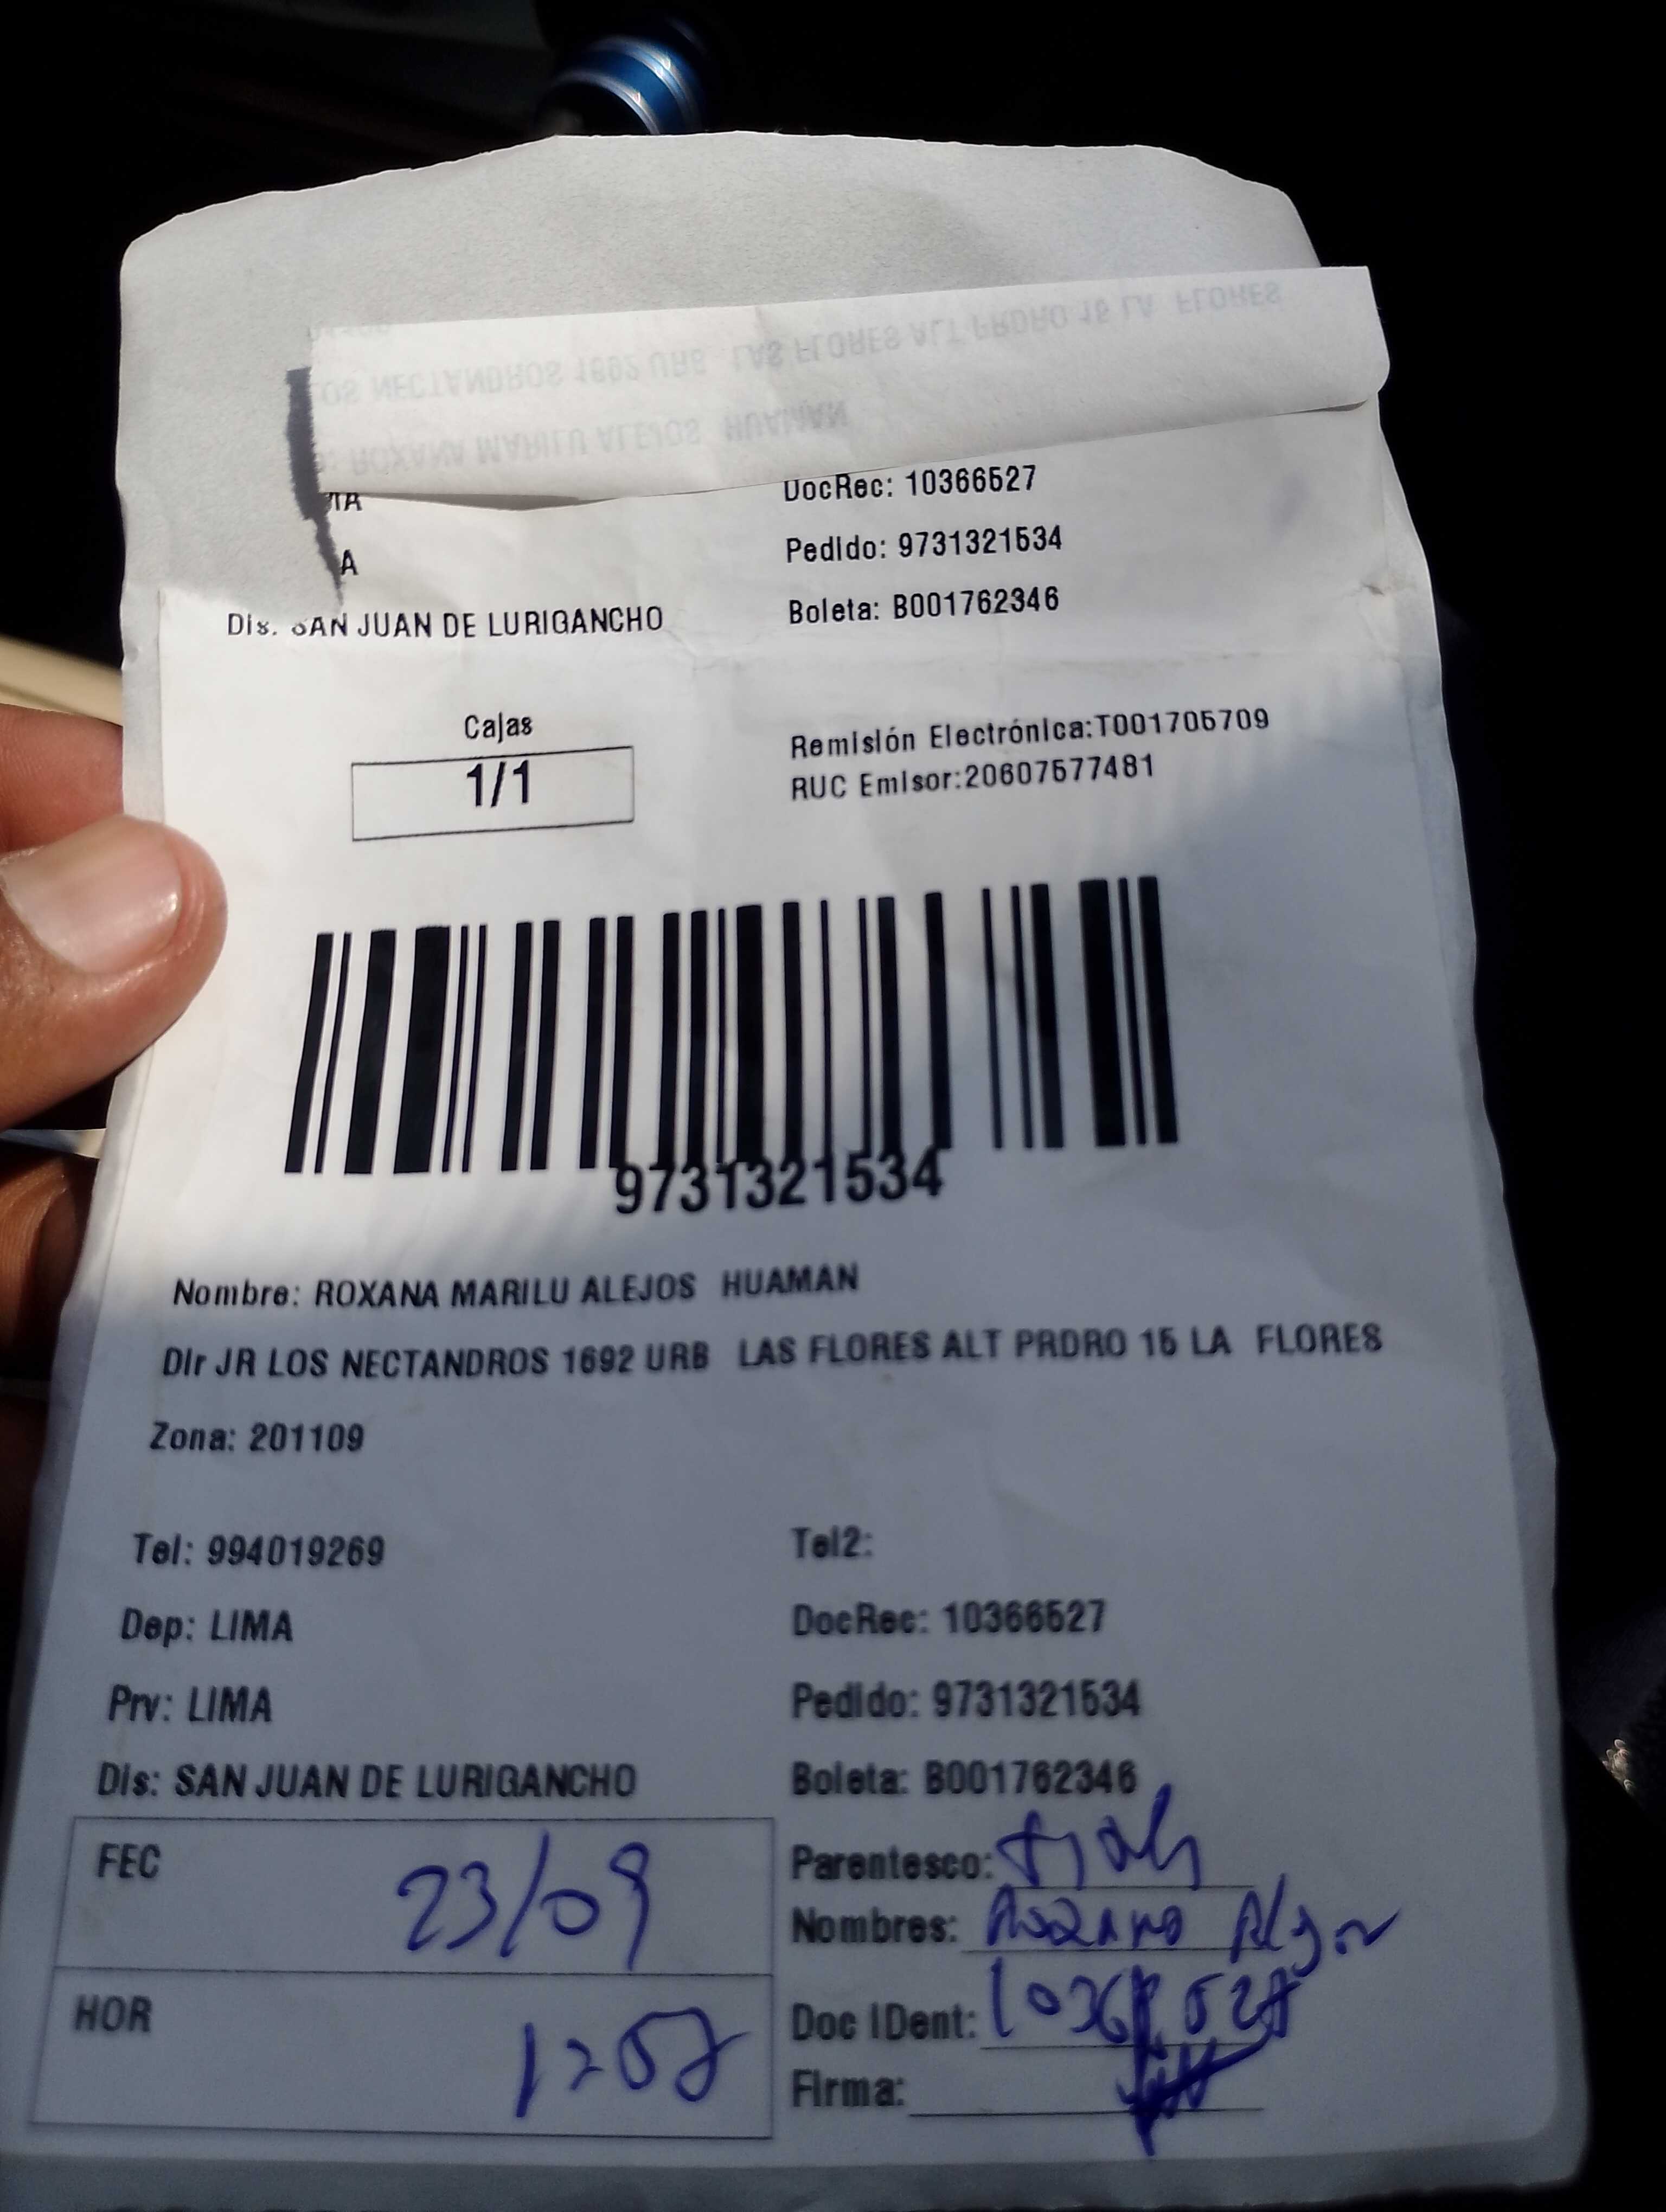 DocRec: 10366527
Pedido: 9731321534
Boleta: B001762346
Dis. SAN JUAN DE LURIGANCHO
Cajas
1/1
Remisión Electrónica:T001705709
RUC Emisor:20607577481
9731321534
Nombre: ROXANA MARILU ALEJOS HUAMAN
Dir JR LOS NECTANDROS 1692 URB LAS FLORES ALT PRDRO 15 LA FLORES
Zona: 201109
Tel: 994019269
Tel2:
Dep: LIMA
DocRec: 10366527
Prv: LIMA
Pedido: 9731321534
Dis: SAN JUAN DE LURIGANCHO
Boleta: B001762346
FEC 23/09
Parentesco:
Nombres:
HOR
Doc IDent:
Firma: